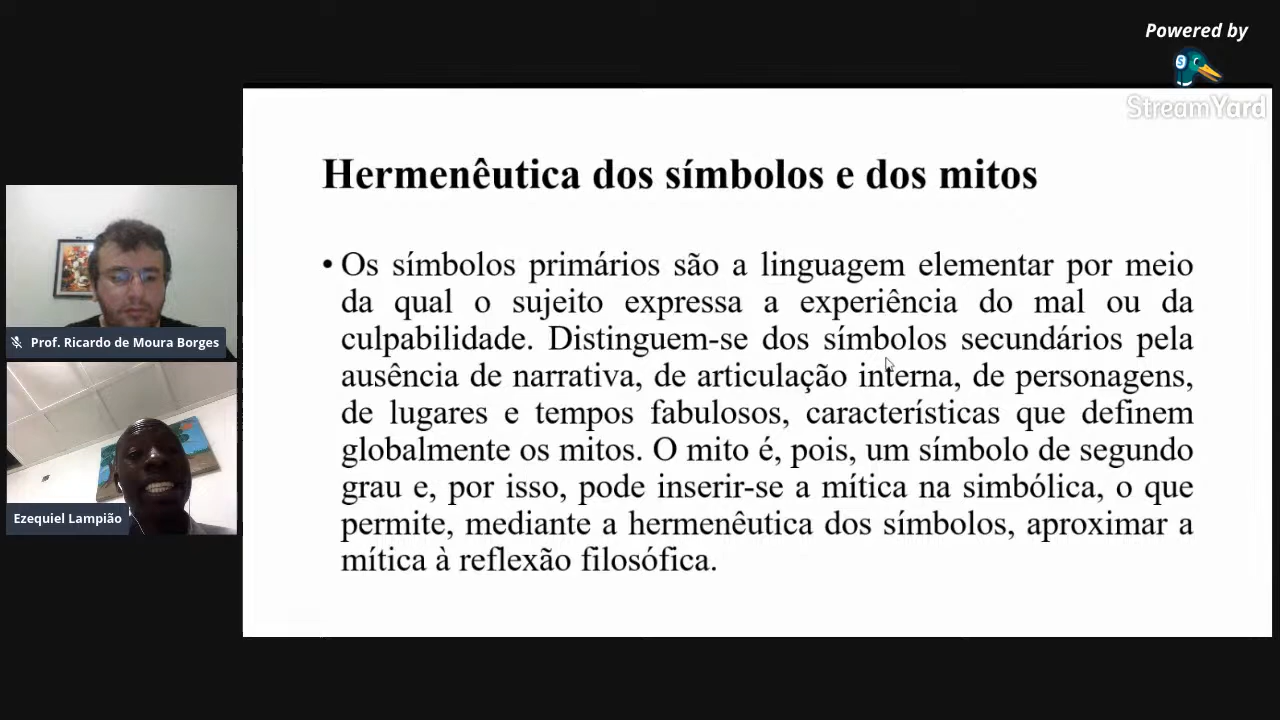 Powered by
StreamYard
Hermenêutica dos símbolos e dos mitos
• Os símbolos primários são a linguagem elementar por meio
da qual o sujeito expressa a experiência do mal ou da
culpabilidade. Distinguem-se dos símbolos secundários pela
ausência de narrativa, de articulação interna, de personagens,
de lugares e tempos fabulosos, características que definem
globalmente os mitos. O mito é, pois, um símbolo de segundo
grau e, por isso, pode inserir-se a mítica na simbólica, o que
permite, mediante a hermenêutica dos símbolos, aproximar a
mítica à reflexão filosófica.
Prof. Ricardo de Moura Borges
Ezequiel Lampião